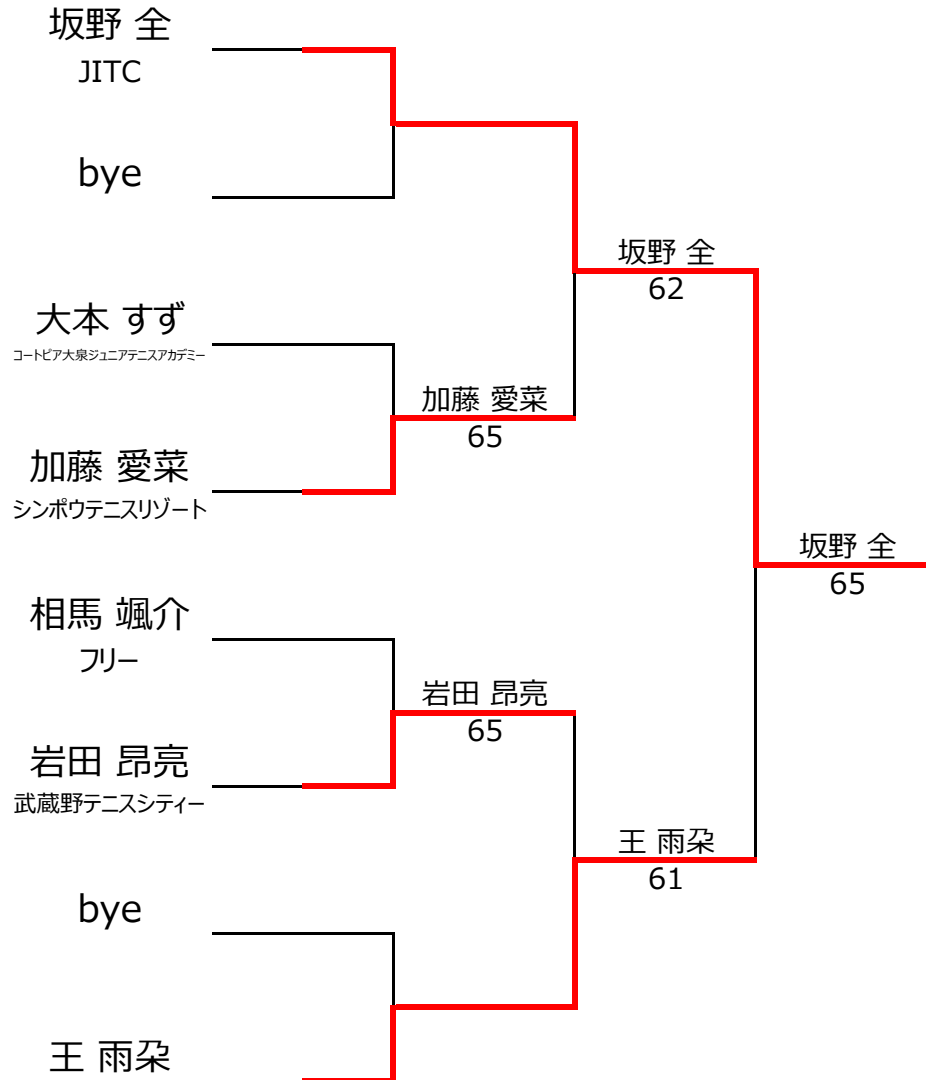 坂野 全
JITC
bye
坂野 全
62
大本 すず
コートピア大泉ジュニアテニスアカデミー
加藤 愛菜
65
加藤 愛菜
シンポウテニスリゾート
坂野 全
65
相馬 颯介
フリー
岩田 昂亮
65
岩田 昂亮
武蔵野テニスシティー
王 雨朶
61
bye
王 雨朶